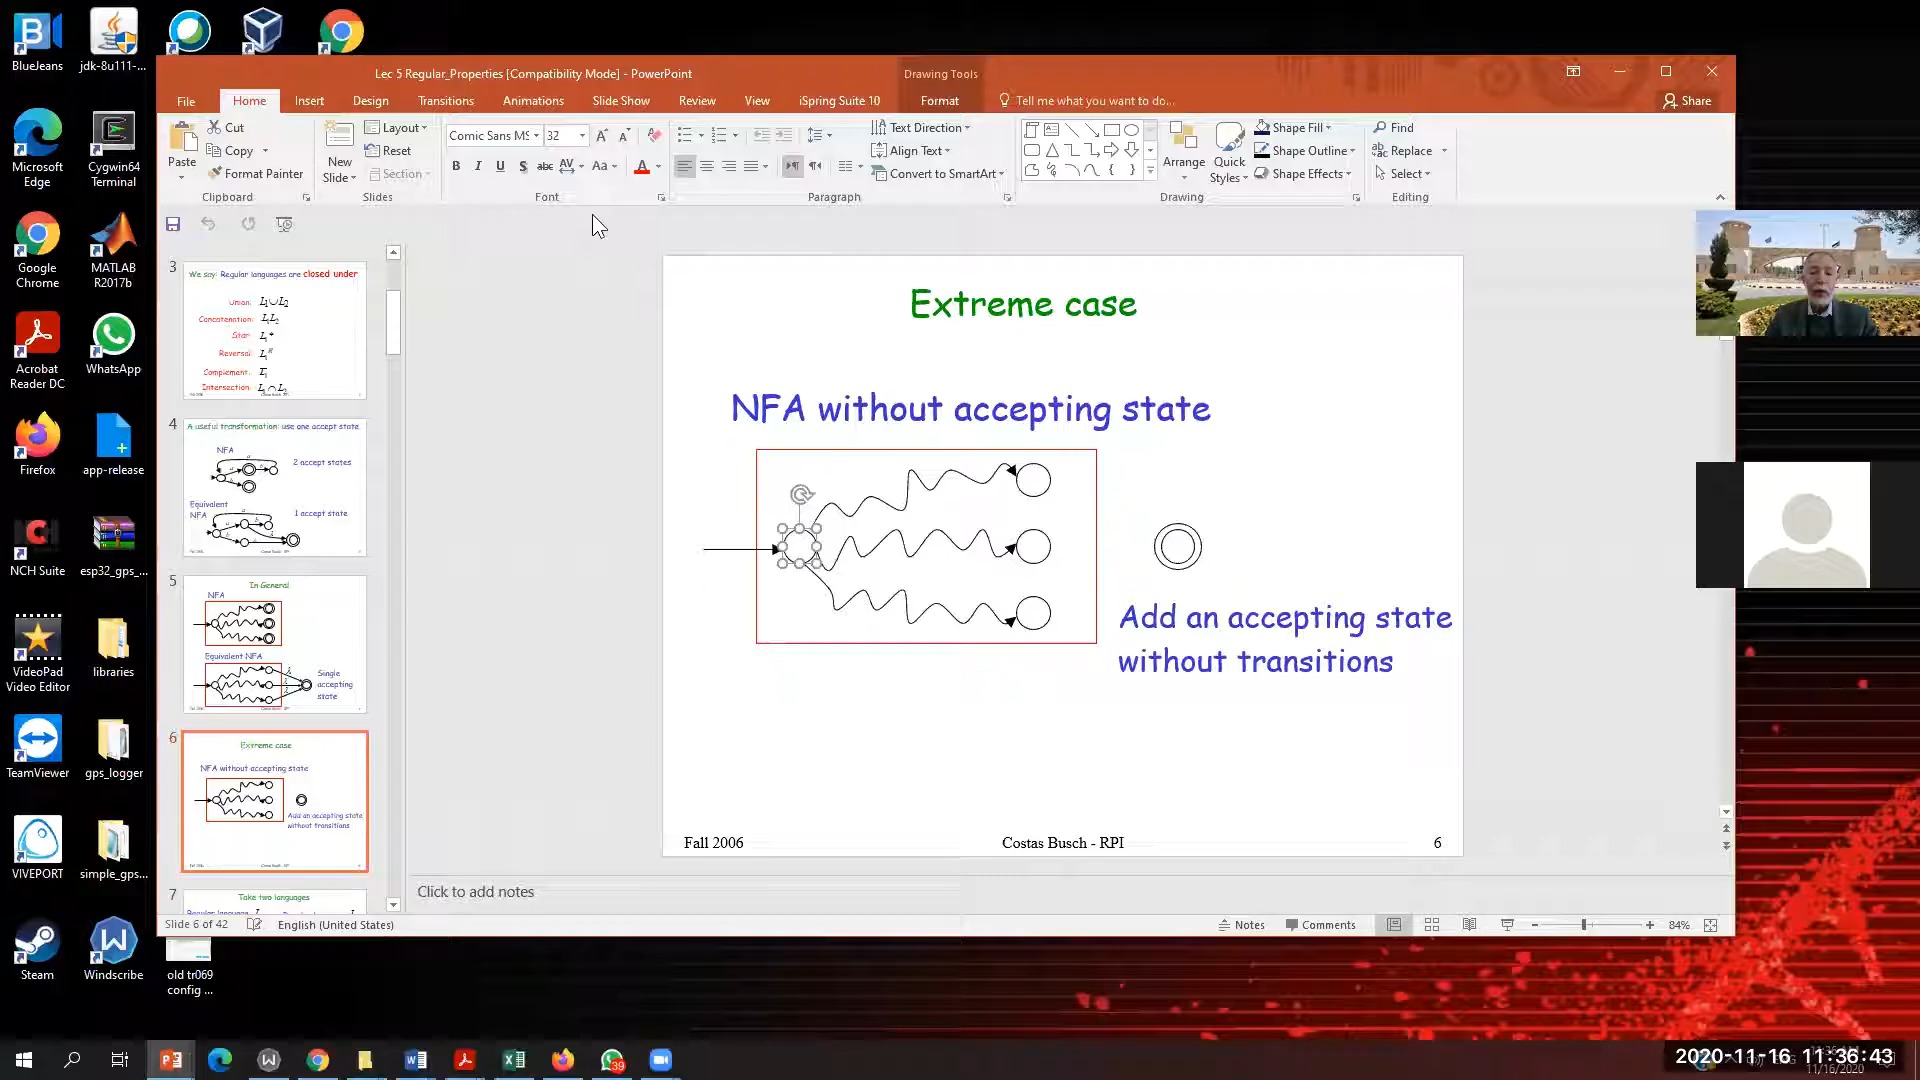 BlueJeans
jdk-8u111-...
Lec 5 Regular_Properties [Compatibility Mode] - PowerPoint
Drawing Tools
File
Home
Insert
Design
Transitions
Animations
Slide Show
Review
View
iSpring Suite 10
Format
Tell me what you want to do...
Share
Paste
Cut
Copy
Format Painter
Clipboard
New
Slide
Layout
Reset
Section
Slides
Comic Sans MS
32
Font
Text Direction
Align Text
Convert to SmartArt
Paragraph
Arrange
Quick
Styles
Shape Fill
Shape Outline
Shape Effects
Drawing
Find
Replace
Select
Editing
Microsoft
Edge
Cygwin64
Terminal
Google
Chrome
MATLAB
R2017b
Acrobat
Reader DC
WhatsApp
Firefox
app-release
NCH Suite
esp32_gps_...
VideoPad
Video Editor
libraries
TeamViewer
gps_logger
VIVEPORT
simple_gps...
Steam
Windscribe
old tr069
config ...
3
We say: Regular languages are closed under
Union: L1∪L2
Concatenation: L1L2
Star: L1*
Reversal: L1^R
Complement:
Intersection:
4
A useful transformation: use one accept state
NFA
2 accept states
Equivalent
NFA
1 accept state
5
In General
NFA
Equivalent NFA
Single
accepting
state
6
Extreme case
NFA without accepting state
Add an accepting state
without transitions
7
Take two languages
Extreme case
NFA without accepting state
Add an accepting state
without transitions
Fall 2006
Costas Busch - RPI
6
Click to add notes
Slide 6 of 42
English (United States)
Notes
Comments
84%
39
2020-11-16 11:36:43
11/16/2020